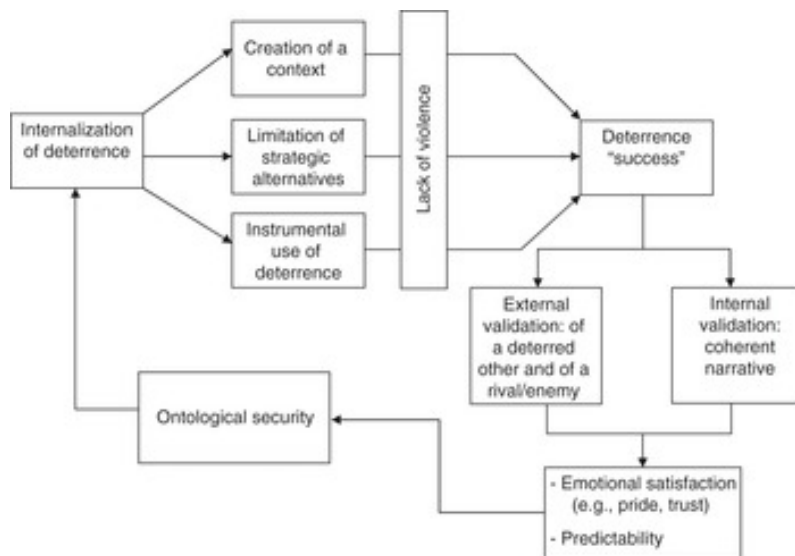 Creation of a
context
Internalization
of deterrence
Limitation of
strategic
alternatives
Instrumental
use of
deterrence
Lack of violence
Deterrence
“success”
External
validation: of
a deterred
other and of a
rival/enemy
Internal
validation:
coherent
narrative
Ontological security
- Emotional satisfaction
(e.g., pride, trust)
- Predictability